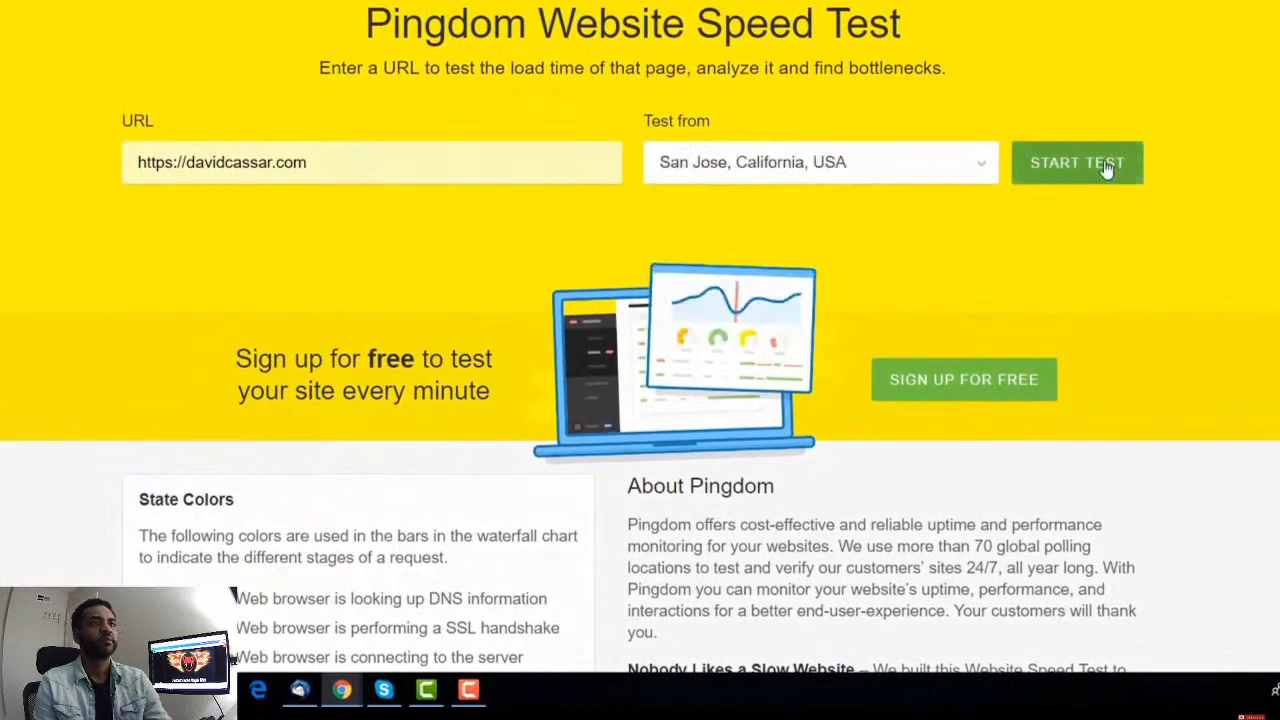 Pingdom Website Speed Test
Enter a URL to test the load time of that page, analyze it and find bottlenecks.
URL
Test from
https://davidcassar.com
San Jose, California, USA
START TEST
Sign up for free to test
your site every minute
SIGN UP FOR FREE
State Colors
The following colors are used in the bars in the waterfall chart
to indicate the different stages of a request.
Web browser is looking up DNS information
Web browser is performing a SSL handshake
Web browser is connecting to the server
About Pingdom
Pingdom offers cost-effective and reliable uptime and performance
monitoring for your websites. We use more than 70 global polling
locations to test and verify our customers' sites 24/7, all year long. With
Pingdom you can monitor your website's uptime, performance, and
interactions for a better end-user-experience. Your customers will thank
you.
Nobody Likes a Slow Website – We built this Website Speed Test to